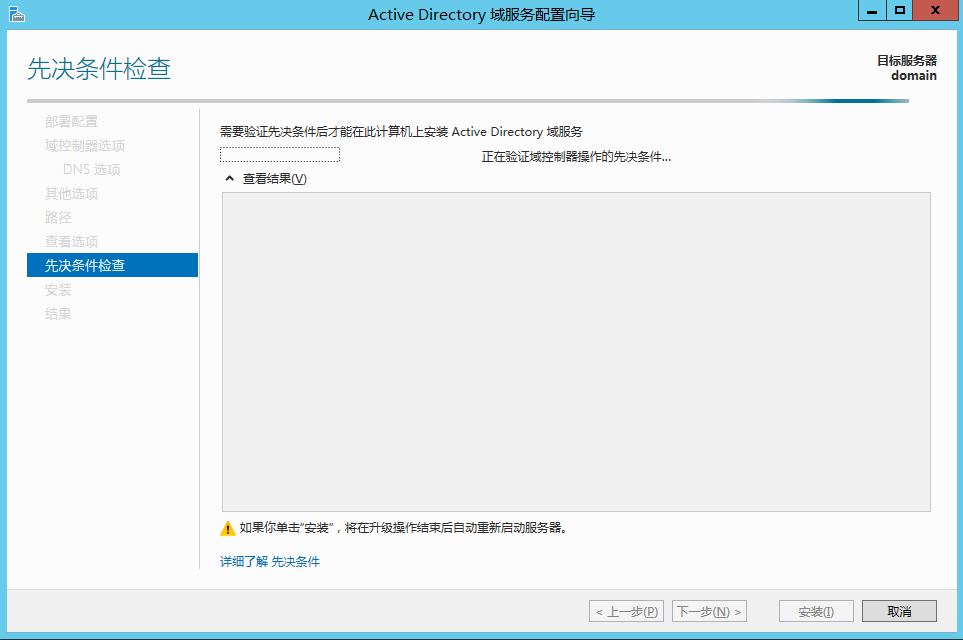 Active Directory 域服务配置向导
先决条件检查
目标服务器
domain
部署配置
域控制器选项
DNS 选项
其他选项
路径
查看选项
先决条件检查
安装
结果
需要验证先决条件后才能在此计算机上安装 Active Directory 域服务
正在验证域控制器操作的先决条件...
查看结果(V)
如果你单击"安装"，将在升级操作结束后自动重新启动服务器。
详细了解 先决条件
< 上一步(P)
下一步(N) >
安装(I)
取消